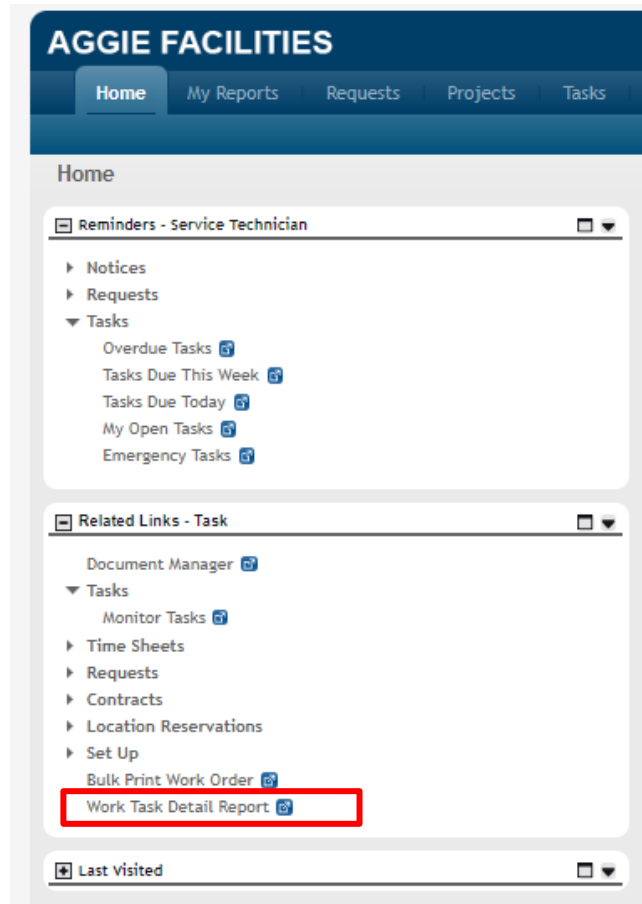 AGGIE FACILITIES
Home My Reports Requests Projects Tasks
Home
Reminders - Service Technician
Notices
Requests
Tasks
Overdue Tasks
Tasks Due This Week
Tasks Due Today
My Open Tasks
Emergency Tasks
Related Links - Task
Document Manager
Tasks
Monitor Tasks
Time Sheets
Requests
Contracts
Location Reservations
Set Up
Bulk Print Work Order
Work Task Detail Report
Last Visited